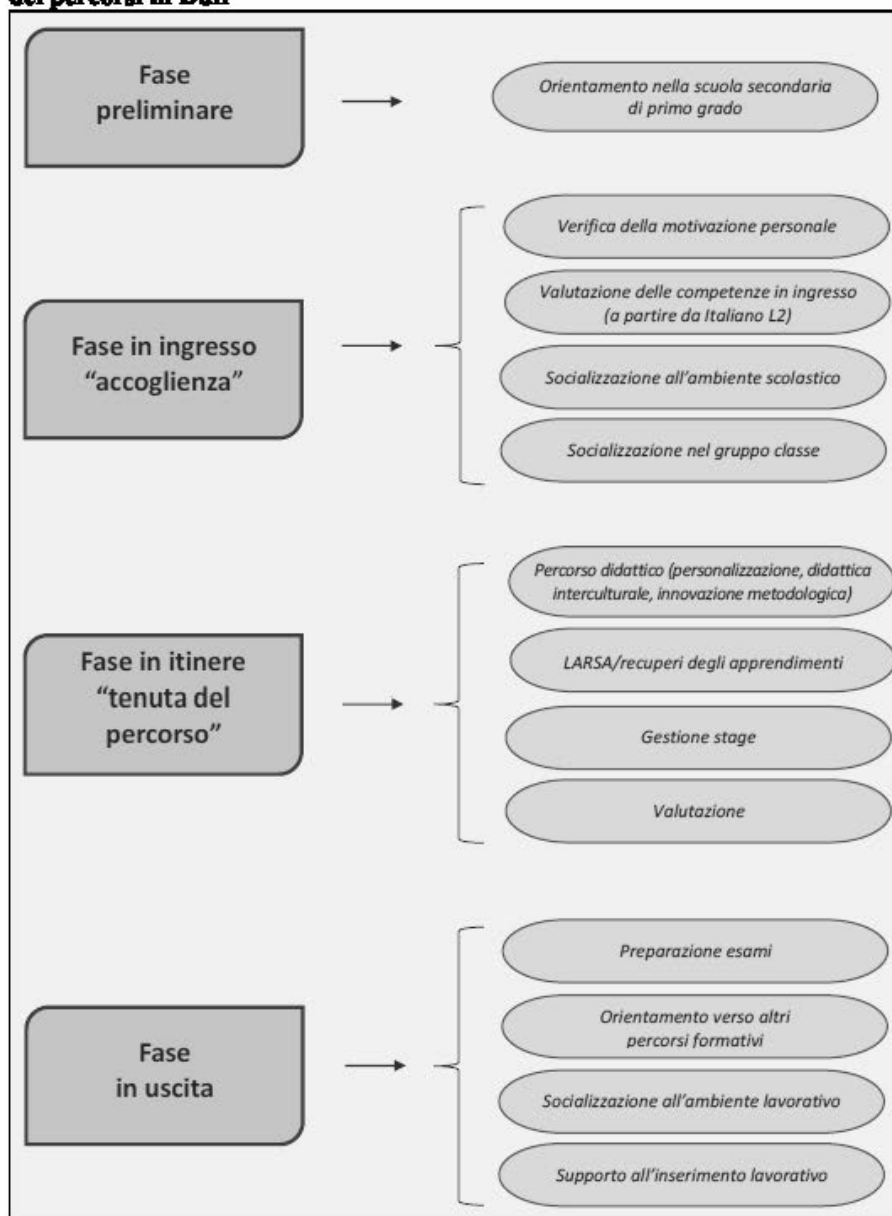 dei percorsi in
Fase
preliminare
Orientamento nella scuola secondaria
di primo grado
Fase in ingresso
“accoglienza”
Verifica della motivazione personale
Valutazione delle competenze in ingresso
(a partire da Italiano L2)
Socializzazione all’ambiente scolastico
Socializzazione nel gruppo classe
Fase in itinere
“tenuta del
percorso”
Percorso didattico (personalizzazione, didattica
interculturale, innovazione metodologica)
LARSA/recuperi degli apprendimenti
Gestione stage
Valutazione
Fase
in uscita
Preparazione esami
Orientamento verso altri
percorsi formativi
Socializzazione all’ambiente lavorativo
Supporto all’inserimento lavorativo